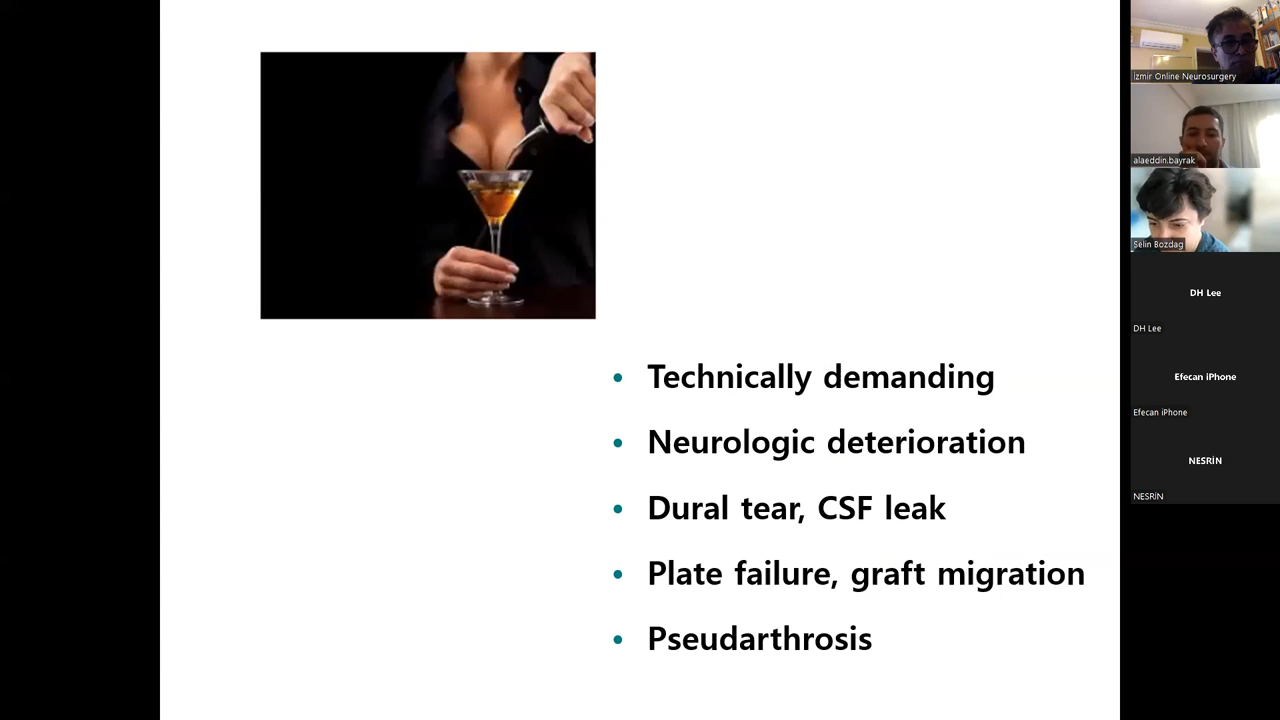 • Technically demanding
• Neurologic deterioration
• Dural tear, CSF leak
• Plate failure, graft migration
• Pseudarthrosis
İzmir Online Neurosurgery
alaeddin.bayrak
Selin Bozdag
DH Lee
DH Lee
Efecan iPhone
Efecan iPhone
NESRİN
NESRİN